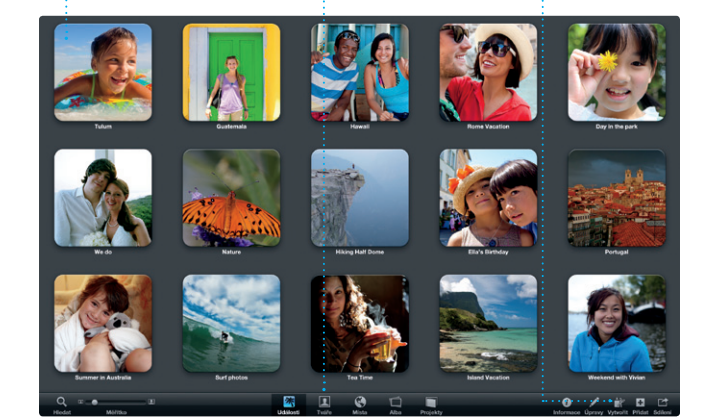 Tulum
Guatemala
Hawaii
Rome Vacation
Day in the park
We do
Nature
Hiking Half Dome
Ella's Birthday
Portugal
Summer in Australia
Surf photos
Tea Time
Island Vacation
Weekend with Vivian
Hledat
Měřítko
Události
Tváře
Místa
Alba
Projekty
Informace
Úpravy
Vytvořit
Přidat
Sdílení